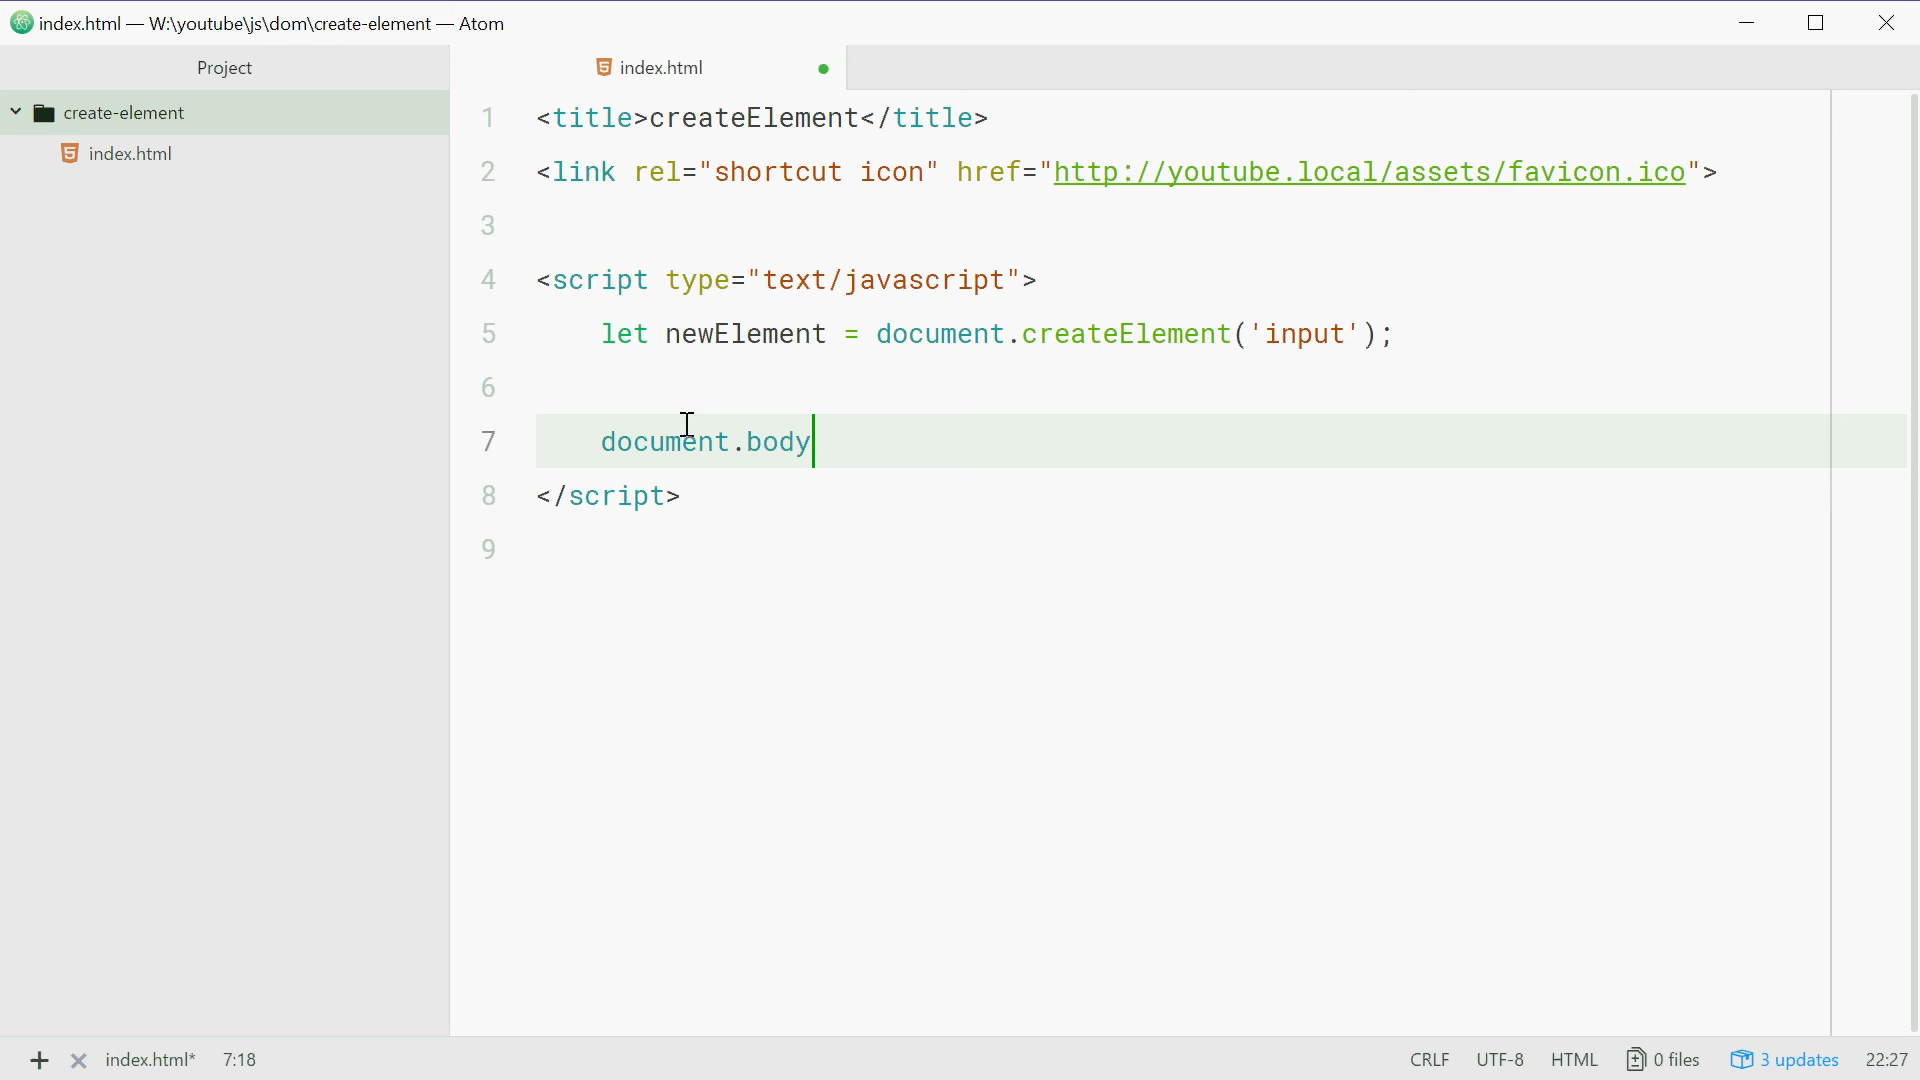 index.html — W:\youtube\js\dom\create-element — Atom
Project
index.html
create-element
index.html
1 <title>createElement</title>
2 <link rel="shortcut icon" href="http://youtube.local/assets/favicon.ico">
3
4 <script type="text/javascript">
5 let newElement = document.createElement('input');
6
7 document.body
8 </script>
9
index.html* 7:18 CRLF UTF-8 HTML 0 files 3 updates 22:27